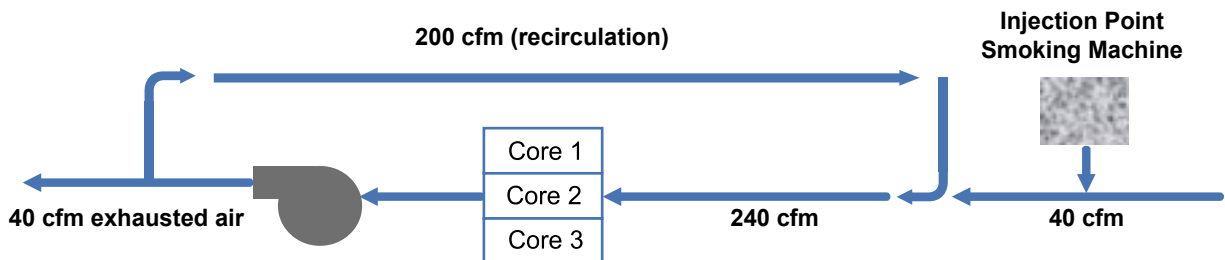 200 cfm (recirculation)
Injection Point
Smoking Machine
Core 1
Core 2
Core 3
40 cfm exhausted air
240 cfm
40 cfm